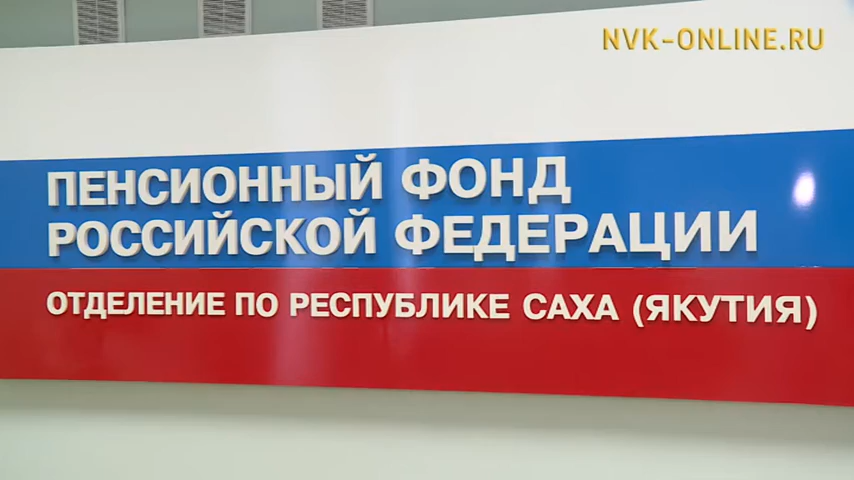 NVK-ONLINE.RU
ПЕНСИОННЫЙ ФОНД
РОССИЙСКОЙ ФЕДЕРАЦИИ
ОТДЕЛЕНИЕ ПО РЕСПУБЛИКЕ САХА (ЯКУТИЯ)